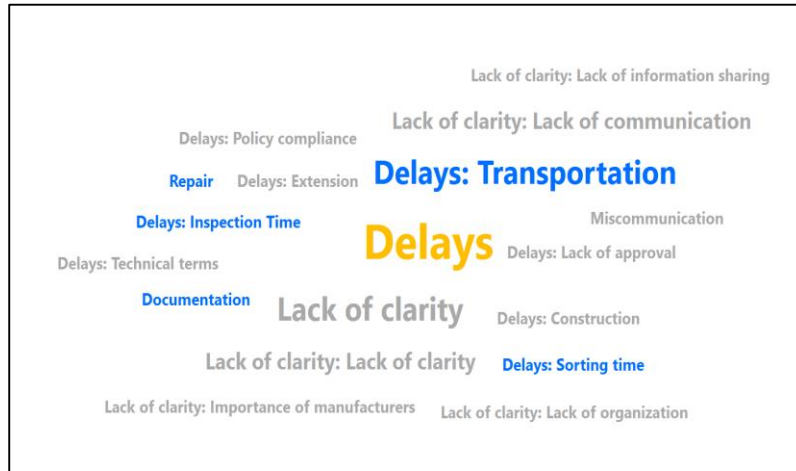 Lack of clarity: Lack of information sharing
Lack of clarity: Lack of communication
Delays: Policy compliance
Repair
Delays: Extension
Delays: Transportation
Delays: Inspection Time
Miscommunication
Delays
Delays: Lack of approval
Delays: Technical terms
Documentation
Lack of clarity
Delays: Construction
Lack of clarity: Lack of clarity
Delays: Sorting time
Lack of clarity: Importance of manufacturers
Lack of clarity: Lack of organization